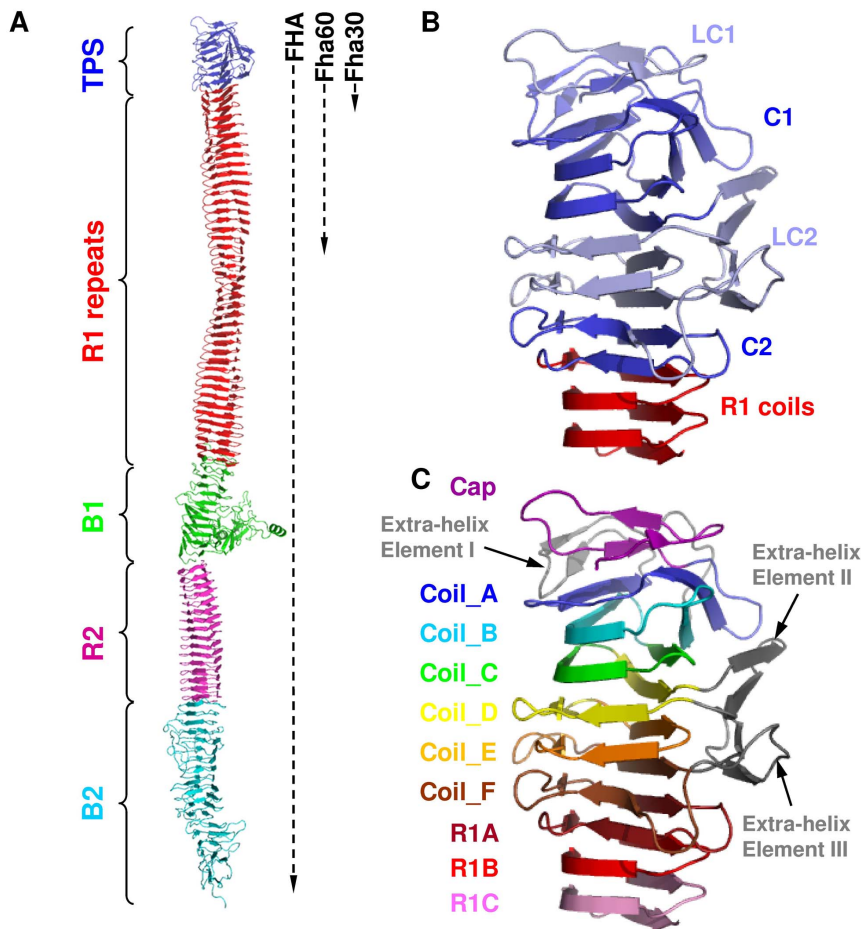 A
TPS
R1 repeats
B1
R2
B2
FHA
Fha60
Fha30
B
LC1
C1
LC2
C2
R1 coils
C
Cap
Extra-helix
Element I
Extra-helix
Element II
Coil_A
Coil_B
Coil_C
Coil_D
Coil_E
Coil_F
R1A
R1B
R1C
Extra-helix
Element III